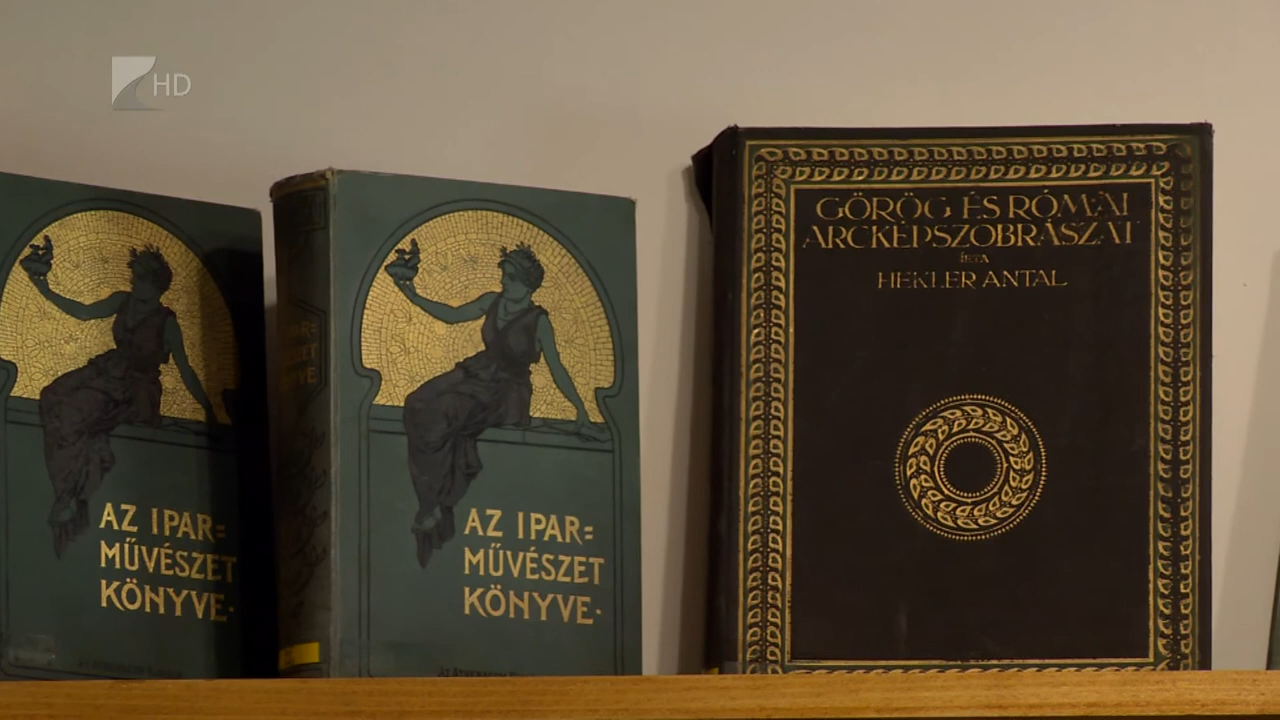 HD
AZ IPAR=
MŰVÉSZET
KÖNYVE·
AZ IPAR=
MŰVÉSZET
KÖNYVE·
GÖRÖG ÉS RÓMAI
ARCKÉPSZOBRÁSZAT
ÍRTA
HEKLER ANTAL